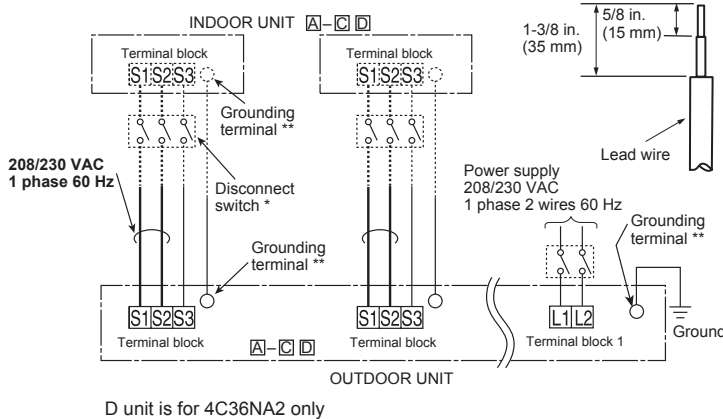 INDOOR UNIT A–C D
Terminal block
S1 S2 S3
Grounding
terminal **
Disconnect
switch *
208/230 VAC
1 phase 60 Hz
Grounding
terminal **
S1 S2 S3
Terminal block
A–C D
Terminal block
S1 S2 S3
S1 S2 S3
Terminal block
Power supply
208/230 VAC
1 phase 2 wires 60 Hz
Grounding
terminal **
L1 L2
Terminal block 1
Ground
OUTDOOR UNIT
1-3/8 in.
(35 mm)
5/8 in.
(15 mm)
Lead wire
D unit is for 4C36NA2 only